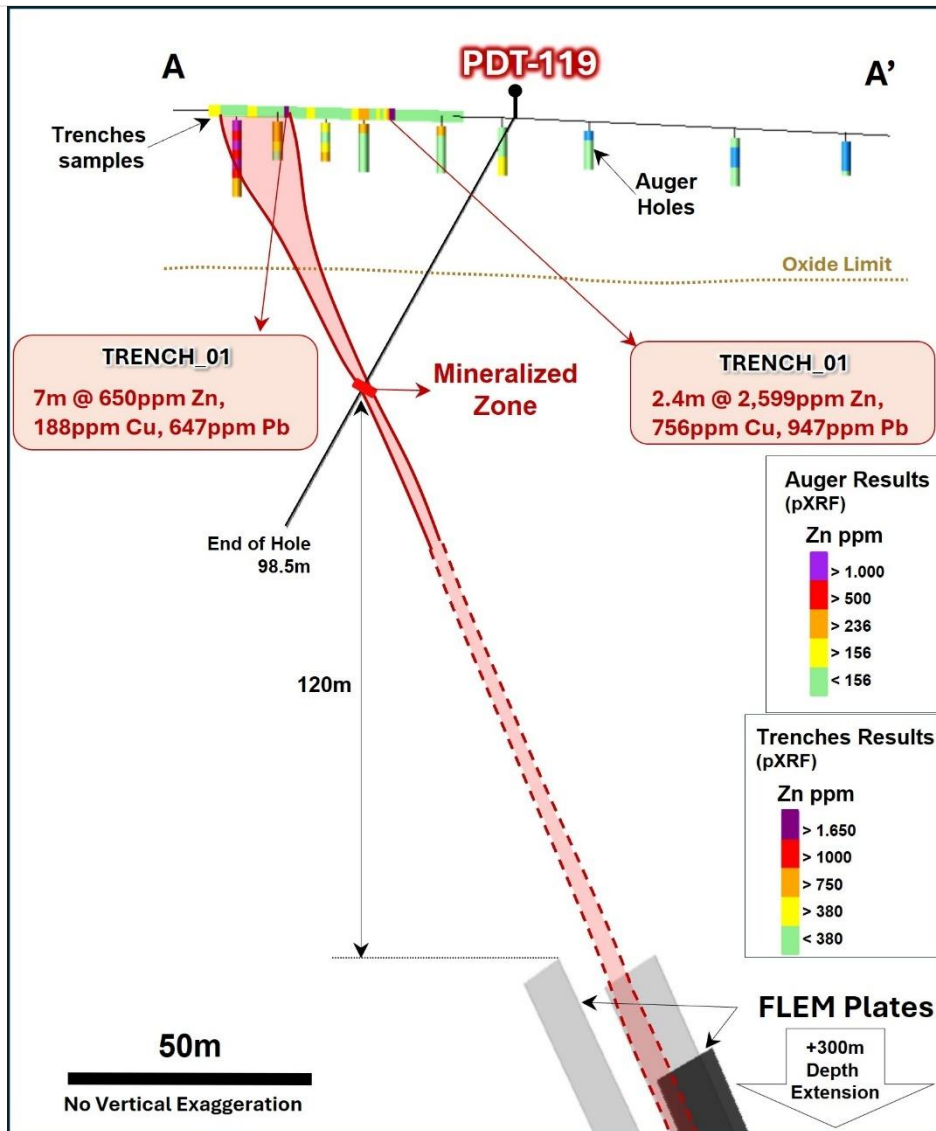 A
PDT-119
A'
Trenches
samples
Auger
Holes
Oxide Limit
TRENCH_01
7m @ 650ppm Zn,
188ppm Cu, 647ppm Pb
Mineralized
Zone
TRENCH_01
2.4m @ 2,599ppm Zn,
756ppm Cu, 947ppm Pb
End of Hole
98.5m
120m
Auger Results
(pXRF)
Zn ppm
> 1.000
> 500
> 236
> 156
< 156
Trenches Results
(pXRF)
Zn ppm
> 1.650
> 1000
> 750
> 380
< 380
FLEM Plates
+300m
Depth
Extension
50m
No Vertical Exaggeration